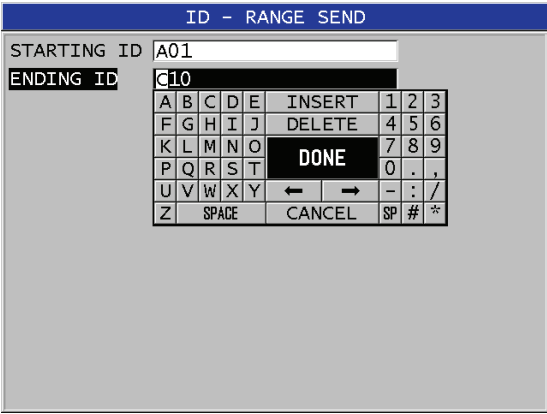 ID – RANGE SEND
STARTING ID A01
ENDING ID C10
A B C D E INSERT 1 2 3
F G H I J DELETE 4 5 6
K L M N O DONE 7 8 9
P Q R S T 0 . ,
U V W X Y ← → – : /
Z SPACE CANCEL SP # *